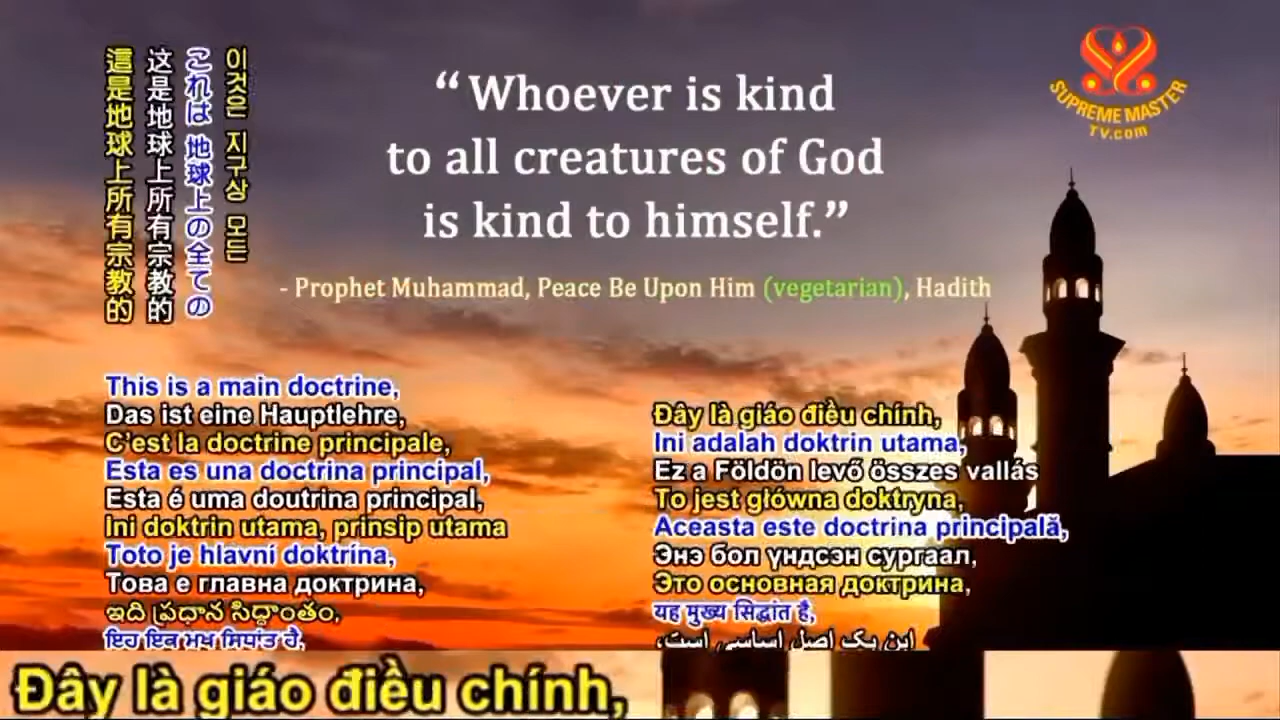 這是地球上所有宗教的
这是地球上所有宗教的
これは 地球上の全ての
이것은 지구상 모든
“Whoever is kind
to all creatures of God
is kind to himself.”
- Prophet Muhammad, Peace Be Upon Him (vegetarian), Hadith
SUPREME MASTER
TV.com
This is a main doctrine,
Das ist eine Hauptlehre,
C'est la doctrine principale,
Esta es una doctrina principal,
Esta é uma doutrina principal,
Ini doktrin utama, prinsip utama
Toto je hlavní doktrína,
Това е главна доктрина,
ఇది ప్రధాన సిద్ధాంతం,
ਇਹ ਇਕ ਮੁਖ ਸਿਧਾਂਤ ਹੈ,
Đây là giáo điều chính,
Ini adalah doktrin utama,
Ez a Földön levő összes vallás
To jest główna doktryna,
Aceasta este doctrina principală,
Энэ бол үндсэн сургаал,
Это основная доктрина,
यह मुख्य सिद्धांत है,
این یک اصل اساسی است،
Đây là giáo điều chính,